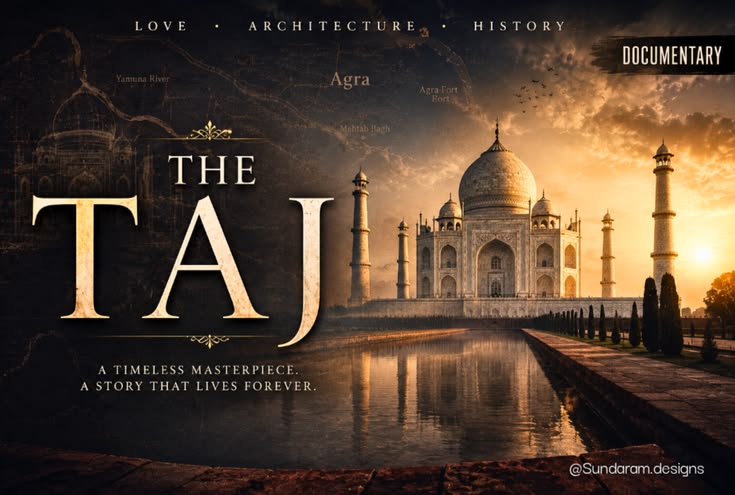 LOVE • ARCHITECTURE • HISTORY
DOCUMENTARY
Yamuna River
Agra
Agra Fort
Fort
Mahtab Bagh
THE
TAJ
A TIMELESS MASTERPIECE.
A STORY THAT LIVES FOREVER.
@Sundaram.designs